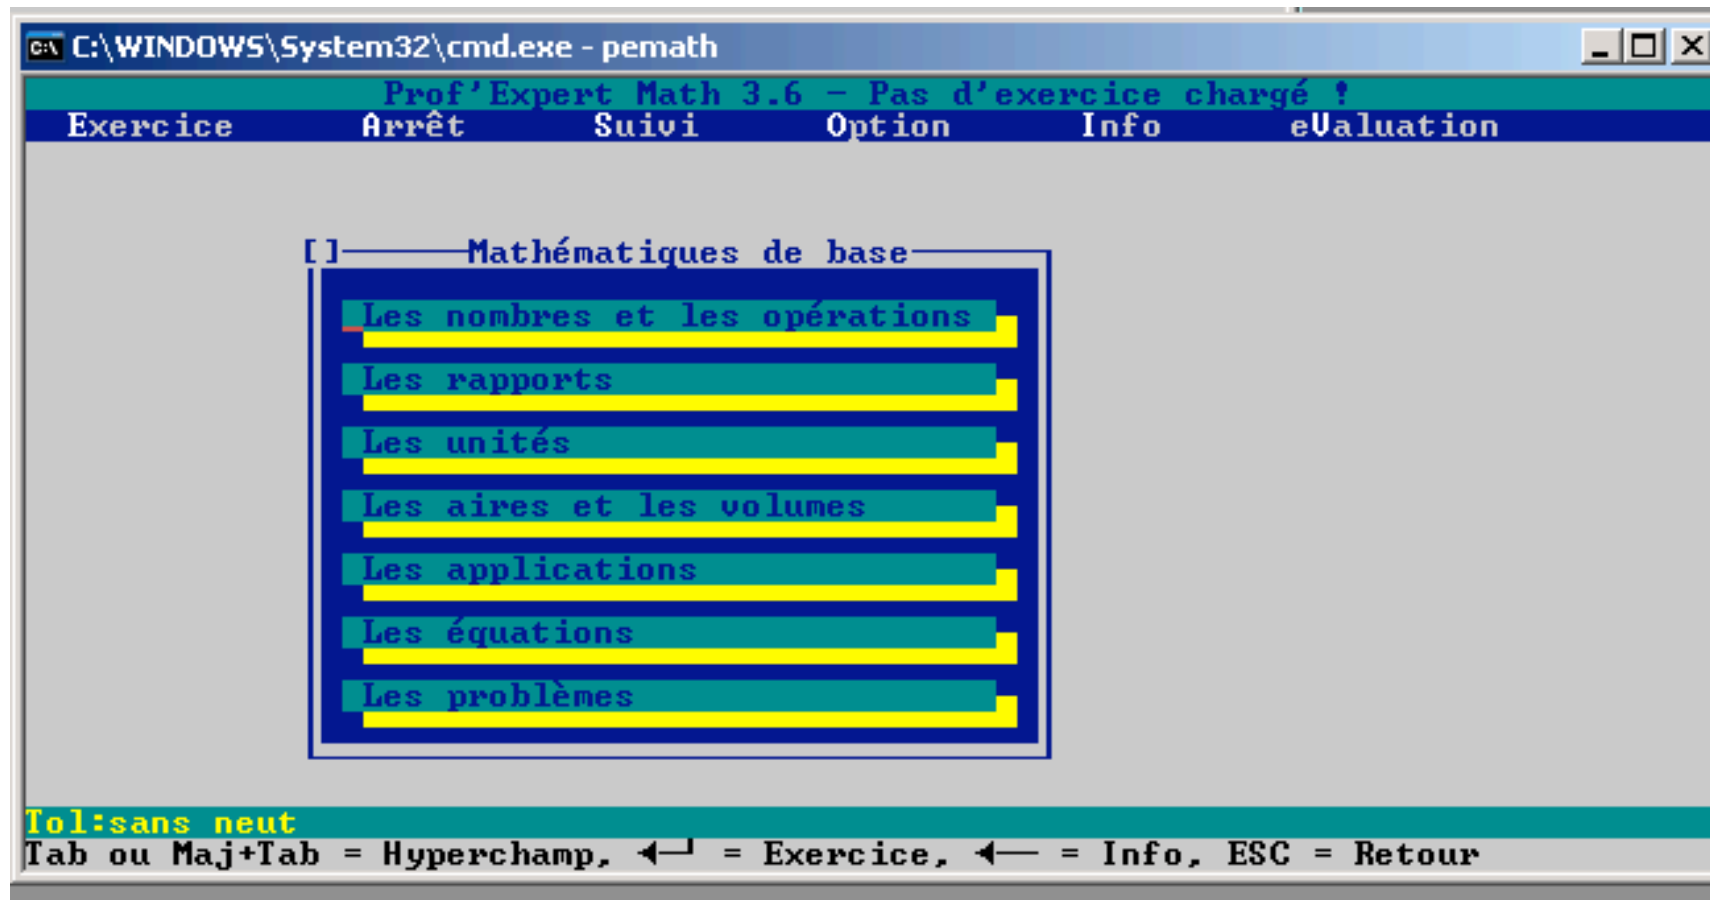 C:\WINDOWS\System32\cmd.exe - pemath
Prof'Expert Math 3.6 - Pas d'exercice chargé !
Exercice Arrêt Suivi Option Info eValuation
[ ] Mathématiques de base
Les nombres et les opérations
Les rapports
Les unités
Les aires et les volumes
Les applications
Les équations
Les problèmes
Tol:sans neut
Tab ou Maj+Tab = Hyperchamp, ◄┘ = Exercice, ◄─ = Info, ESC = Retour